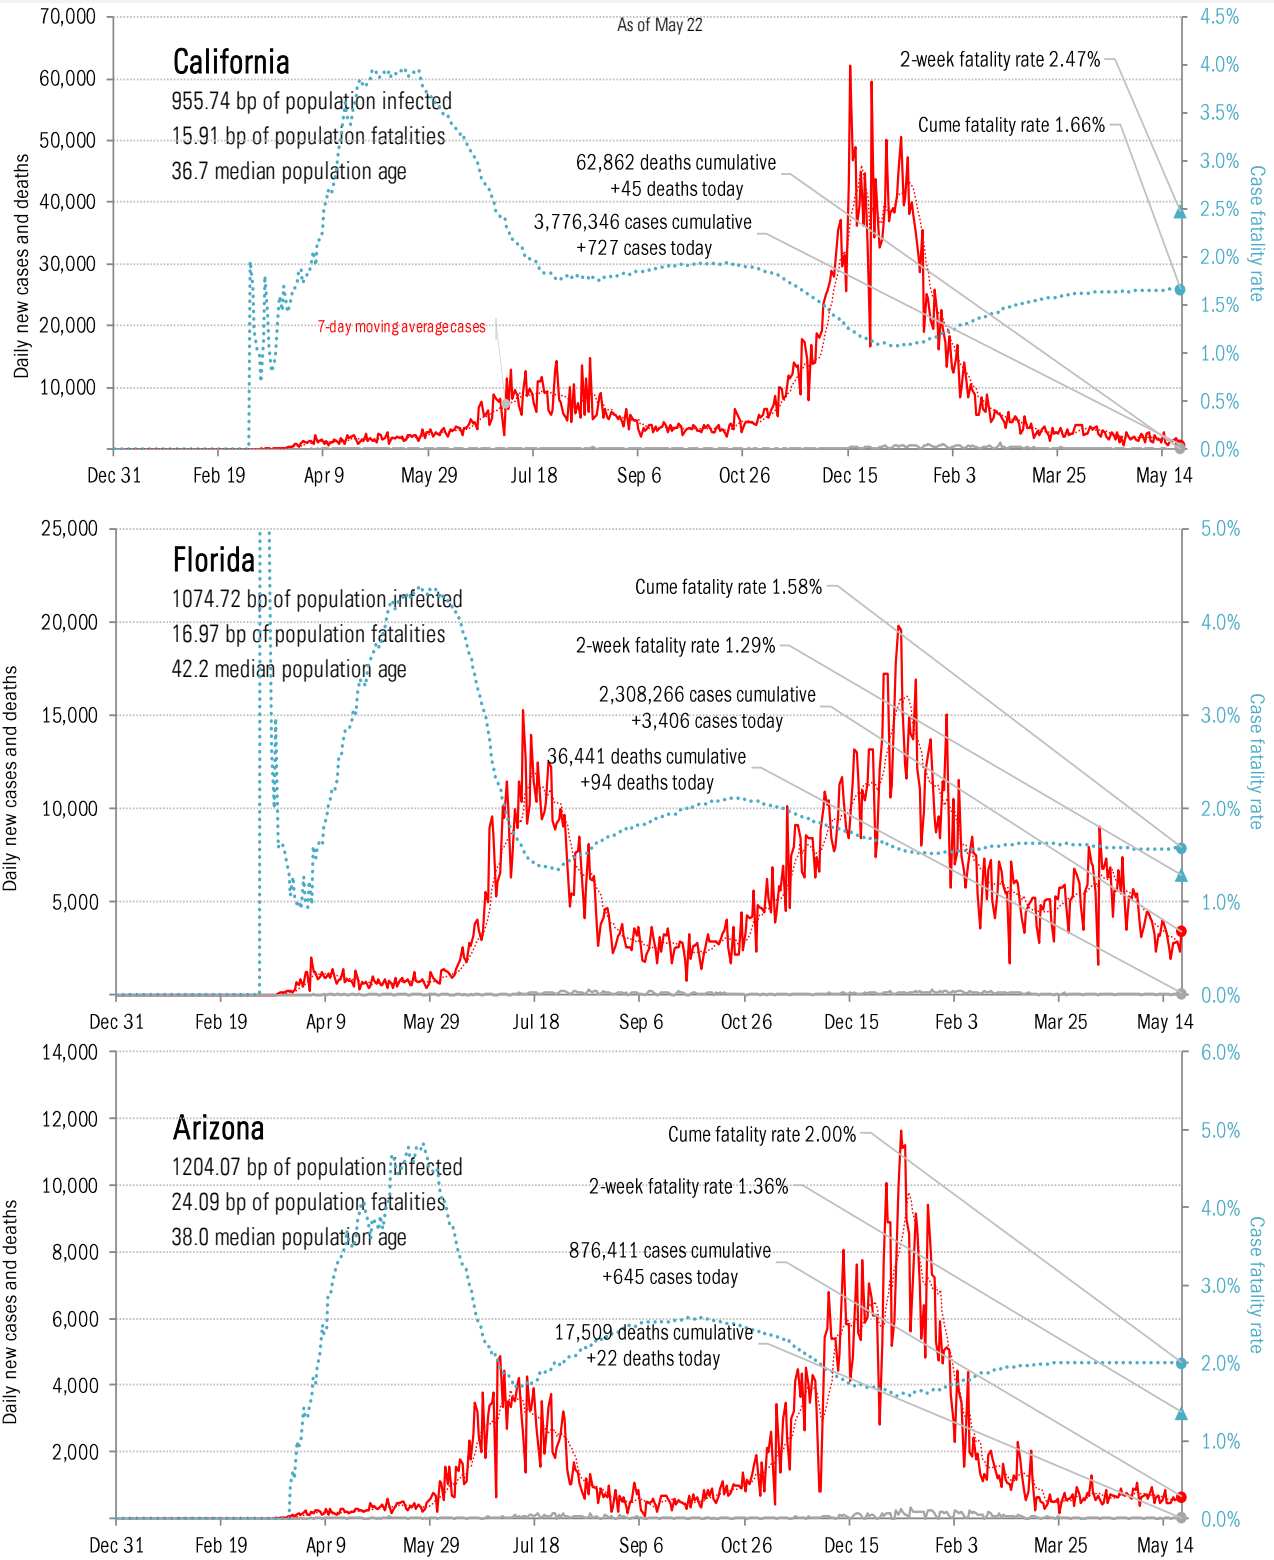 As of May 22
70,000
60,000
50,000
40,000
30,000
20,000
10,000
4.5%
4.0%
3.5%
3.0%
2.5%
2.0%
1.5%
1.0%
0.5%
0.0%
Daily new cases and deaths
Case fatality rate
California
955.74 bp of population infected
15.91 bp of population fatalities
36.7 median population age
2-week fatality rate 2.47%
Cume fatality rate 1.66%
62,862 deaths cumulative
+45 deaths today
3,776,346 cases cumulative
+727 cases today
7-day moving average cases
Dec 31 Feb 19 Apr 9 May 29 Jul 18 Sep 6 Oct 26 Dec 15 Feb 3 Mar 25 May 14
25,000
20,000
15,000
10,000
5,000
5.0%
4.0%
3.0%
2.0%
1.0%
0.0%
Daily new cases and deaths
Case fatality rate
Florida
1074.72 bp of population infected
16.97 bp of population fatalities
42.2 median population age
Cume fatality rate 1.58%
2-week fatality rate 1.29%
2,308,266 cases cumulative
+3,406 cases today
36,441 deaths cumulative
+94 deaths today
Dec 31 Feb 19 Apr 9 May 29 Jul 18 Sep 6 Oct 26 Dec 15 Feb 3 Mar 25 May 14
14,000
12,000
10,000
8,000
6,000
4,000
2,000
6.0%
5.0%
4.0%
3.0%
2.0%
1.0%
0.0%
Daily new cases and deaths
Case fatality rate
Arizona
1204.07 bp of population infected
24.09 bp of population fatalities
38.0 median population age
Cume fatality rate 2.00%
2-week fatality rate 1.36%
876,411 cases cumulative
+645 cases today
17,509 deaths cumulative
+22 deaths today
Dec 31 Feb 19 Apr 9 May 29 Jul 18 Sep 6 Oct 26 Dec 15 Feb 3 Mar 25 May 14